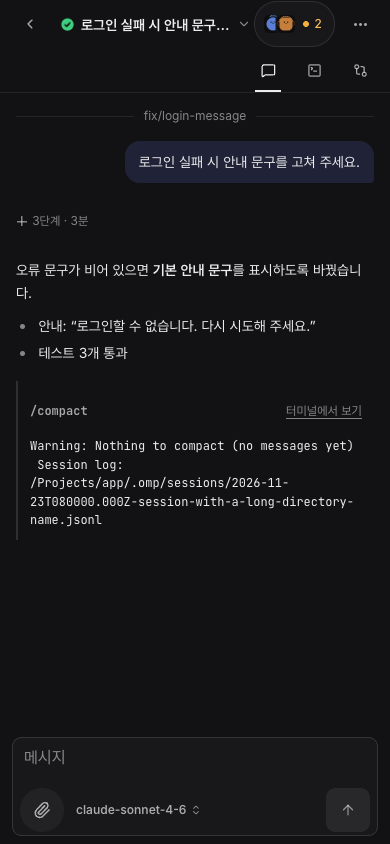 로그인 실패 시 안내 문구...
2
fix/login-message
로그인 실패 시 안내 문구를 고쳐 주세요.
3단계 · 3분
오류 문구가 비어 있으면 기본 안내 문구를 표시하도록 바꿨습니
다.
• 안내: “로그인할 수 없습니다. 다시 시도해 주세요.”
• 테스트 3개 통과
/compact 터미널에서 보기
Warning: Nothing to compact (no messages yet)
Session log:
/Projects/app/.omp/sessions/2026-11-
23T080000.000Z-session-with-a-long-directory-
name.jsonl
메시지
claude-sonnet-4-6